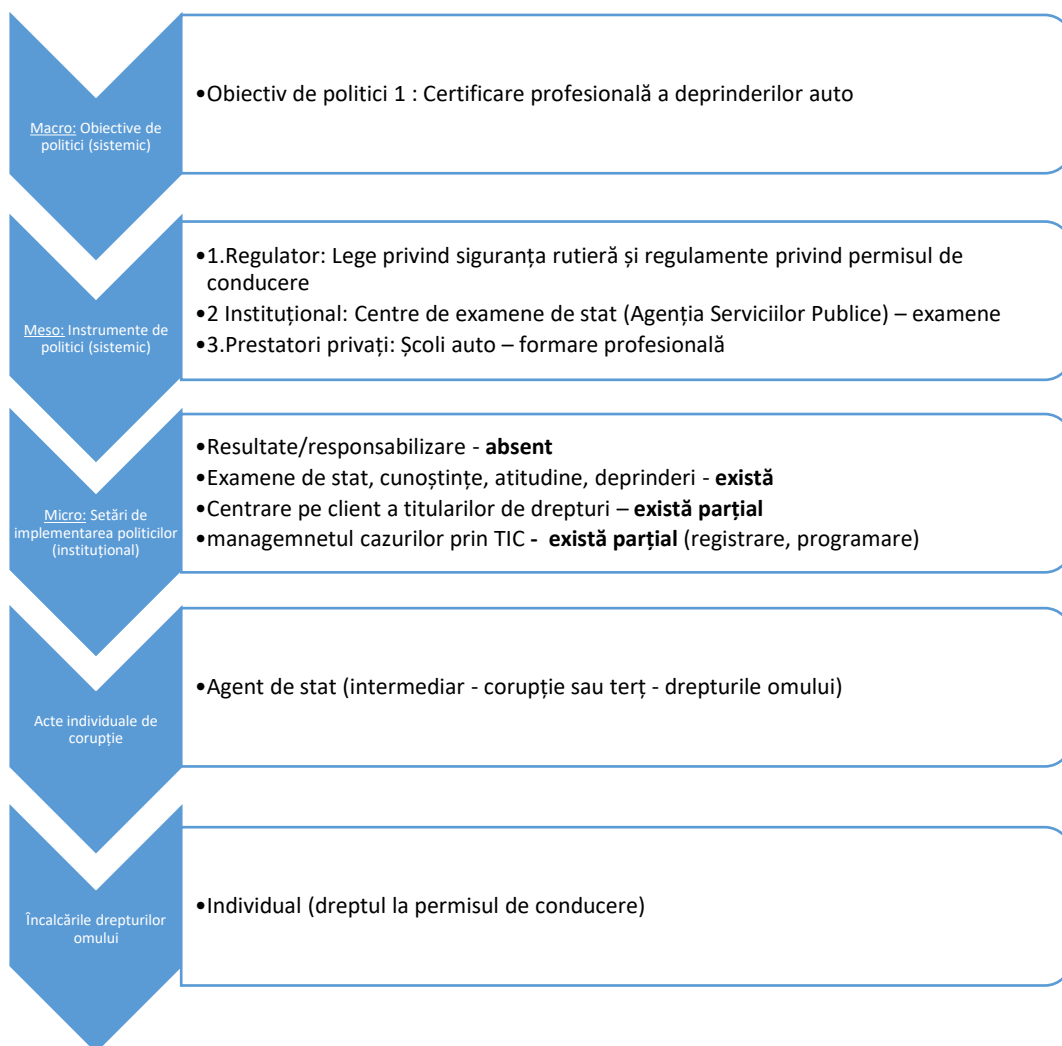 •Obiectiv de politici 1 : Certificare profesională a deprinderilor auto
Macro: Obiective de
politici (sistemic)
•1.Regulator: Lege privind siguranța rutieră și regulamente privind permisul de
conducere
•2 Instituțional: Centre de examene de stat (Agenția Serviciilor Publice) – examene
•3.Prestatori privați: Școli auto – formare profesională
Meso: Instrumente de
politici (sistemic)
•Resultate/responsabilizare - absent
•Examene de stat, cunoștințe, atitudine, deprinderi - există
•Centrare pe client a titularilor de drepturi – există parțial
•managemnetul cazurilor prin TIC - există parțial (registrare, programare)
Micro: Setări de
implementarea politicilor
(instituțional)
•Agent de stat (intermediar - corupție sau terț - drepturile omului)
Acte individuale de
corupție
•Individual (dreptul la permisul de conducere)
Încalcările drepturilor
omului